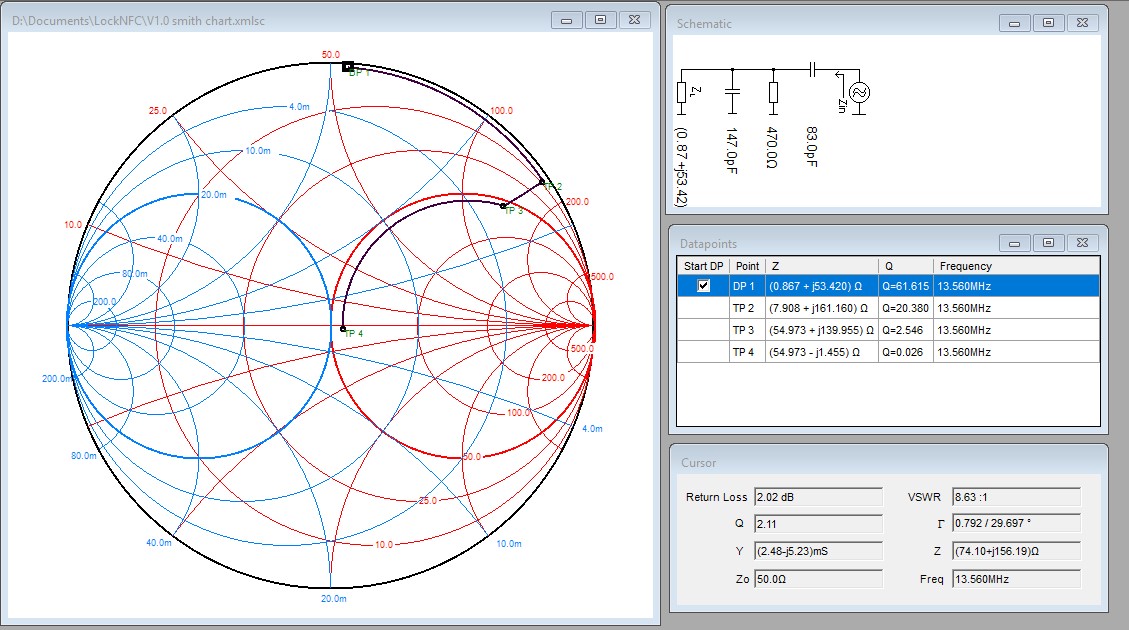 D:\Documents\LockNFC\V1.0 smith chart.xmlsc
50.0
DP 1
25.0
4.0m
100.0
10.0m
TP 2
20.0m
200.0
TP 3
10.0
40.0m
80.0m
500.0
200.0
TP 4
500.0
200.0m
200.0
100.0
4.0m
80.0m
50.0
25.0
40.0m
10.0
10.0m
20.0m
Schematic
ZL
Zin
(0.87 +j53.42)
147.0pF
470.0Ω
83.0pF
Datapoints
Start DP Point Z Q Frequency
DP 1 (0.867 + j53.420) Ω Q=61.615 13.560MHz
TP 2 (7.908 + j161.160) Ω Q=20.380 13.560MHz
TP 3 (54.973 + j139.955) Ω Q=2.546 13.560MHz
TP 4 (54.973 - j1.455) Ω Q=0.026 13.560MHz
Cursor
Return Loss 2.02 dB VSWR 8.63 :1
Q 2.11 Γ 0.792 / 29.697 °
Y (2.48-j5.23)mS Z (74.10+j156.19)Ω
Zo 50.0Ω Freq 13.560MHz